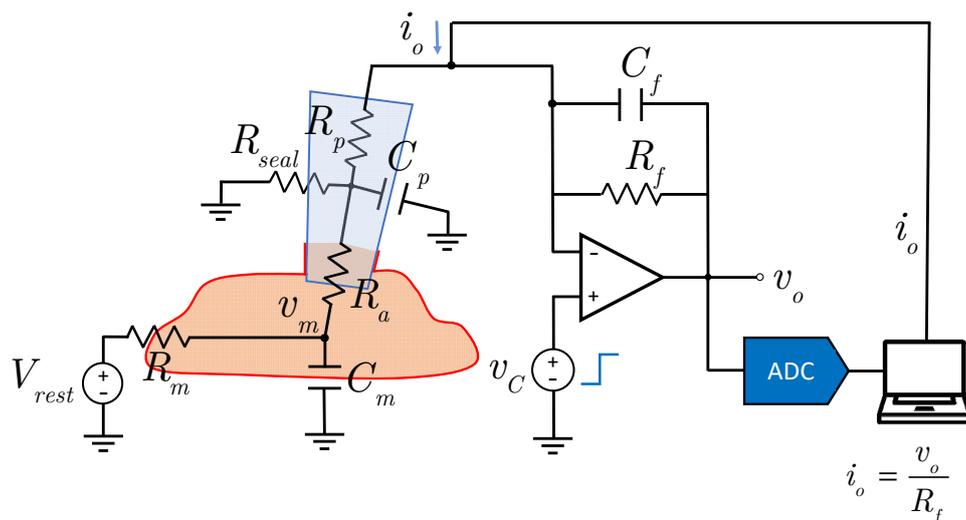 i_o
C_f
R_p
R_seal
C_p
R_f
i_o
-
+
v_o
R_a
v_m
V_rest
+
-
R_m
C_m
v_C
+
-
ADC
i_o = v_o / R_f